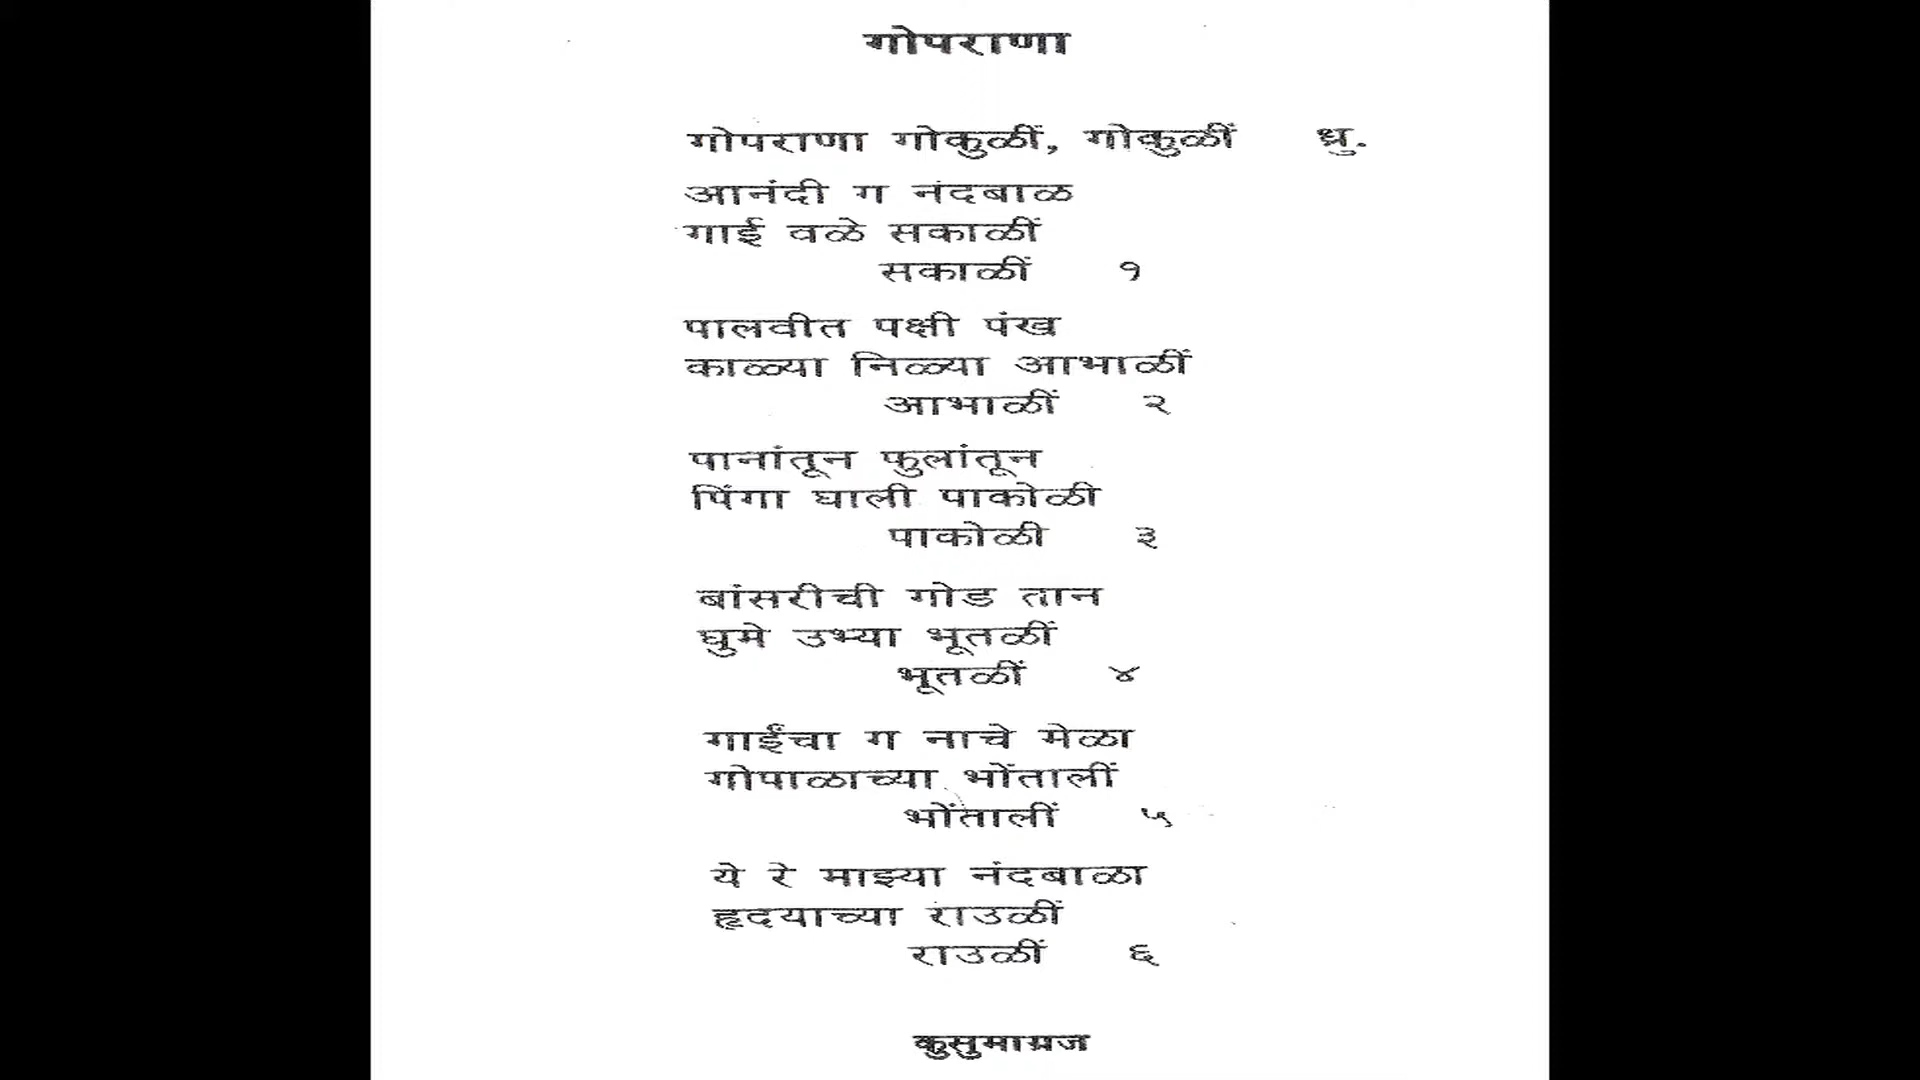 गोपराणा
गोपराणा गोकुळीं, गोकुळीं ध्रु.
आनंदी ग नंदबाळ
गाई वळे सकाळीं
सकाळीं १
पालवीत पक्षी पंख
काळ्या निळ्या आभाळीं
आभाळीं २
पानांतून फुलांतून
पिंगा घाली पाकोळी
पाकोळी ३
बांसरीची गोड तान
घुमे उभ्या भूतळीं
भूतळीं ४
गाईंचा ग नाचे मेळा
गोपाळाच्या भोंतालीं
भोंतालीं ५
ये रे माझ्या नंदबाळा
हृदयाच्या राउळीं
राउळीं ६
कुसुमाग्रज